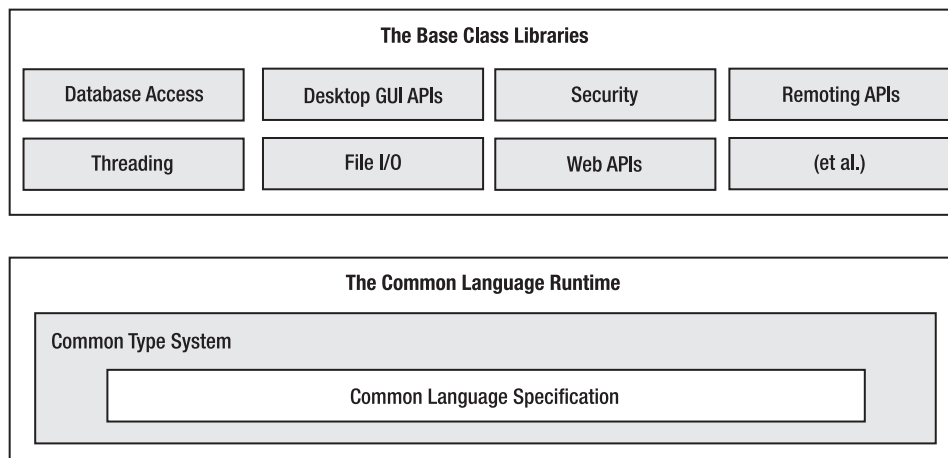 The Base Class Libraries
Database Access
Desktop GUI APIs
Security
Remoting APIs
Threading
File I/O
Web APIs
(et al.)
The Common Language Runtime
Common Type System
Common Language Specification